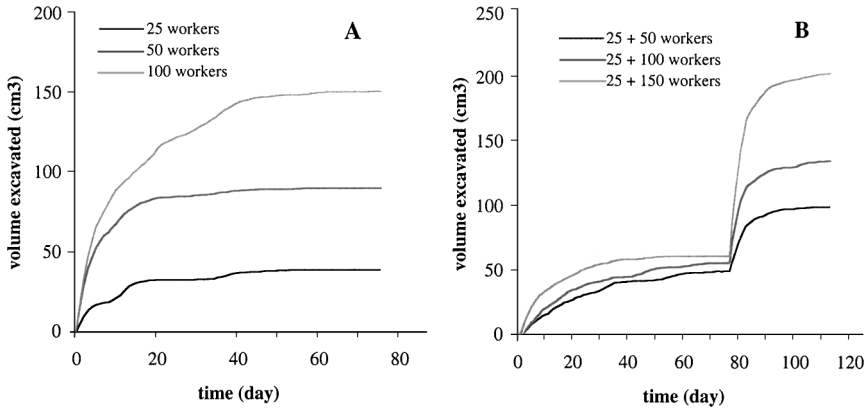 A
25 workers
50 workers
100 workers
volume excavated (cm3)
200
150
100
50
0
0 20 40 60 80
time (day)
B
25 + 50 workers
25 + 100 workers
25 + 150 workers
volume excavated (cm3)
250
200
150
100
50
0
0 20 40 60 80 100 120
time (day)